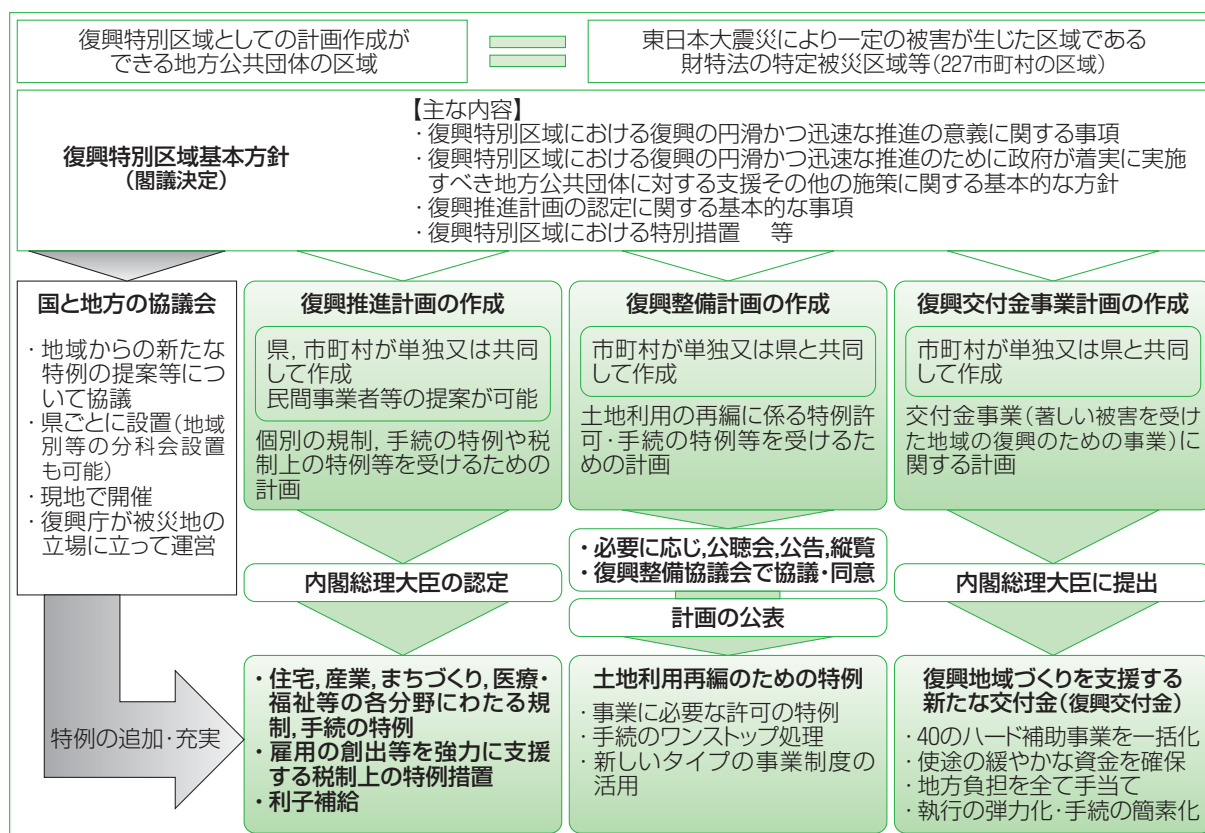 復興特別区域としての計画作成が
できる地方公共団体の区域
東日本大震災により一定の被害が生じた区域である
財特法の特定被災区域等(227市町村の区域)
復興特別区域基本方針
(閣議決定)
【主な内容】
・復興特別区域における復興の円滑かつ迅速な推進の意義に関する事項
・復興特別区域における復興の円滑かつ迅速な推進のために政府が着実に実施
すべき地方公共団体に対する支援その他の施策に関する基本的な方針
・復興推進計画の認定に関する基本的な事項
・復興特別区域における特別措置 等
国と地方の協議会
・地域からの新たな
特例の提案等につ
いて協議
・県ごとに設置(地域
別等の分科会設置
も可能)
・現地で開催
・復興庁が被災地の
立場に立って運営
復興推進計画の作成
県,市町村が単独又は共同
して作成
民間事業者等の提案が可能
個別の規制,手続の特例や税
制上の特例等を受けるための
計画
復興整備計画の作成
市町村が単独又は県と共同
して作成
土地利用の再編に係る特例許
可・手続の特例等を受けるた
めの計画
復興交付金事業計画の作成
市町村が単独又は県と共同
して作成
交付金事業(著しい被害を受け
た地域の復興のための事業)に
関する計画
内閣総理大臣の認定
・必要に応じ,公聴会,公告,縦覧
・復興整備協議会で協議・同意
計画の公表
内閣総理大臣に提出
特例の追加・充実
・住宅,産業,まちづくり,医療・
福祉等の各分野にわたる規
制,手続の特例
・雇用の創出等を強力に支援
する税制上の特例措置
・利子補給
土地利用再編のための特例
・事業に必要な許可の特例
・手続のワンストップ処理
・新しいタイプの事業制度の
活用
復興地域づくりを支援する
新たな交付金(復興交付金)
・40のハード補助事業を一括化
・使途の緩やかな資金を確保
・地方負担を全て手当て
・執行の弾力化・手続の簡素化